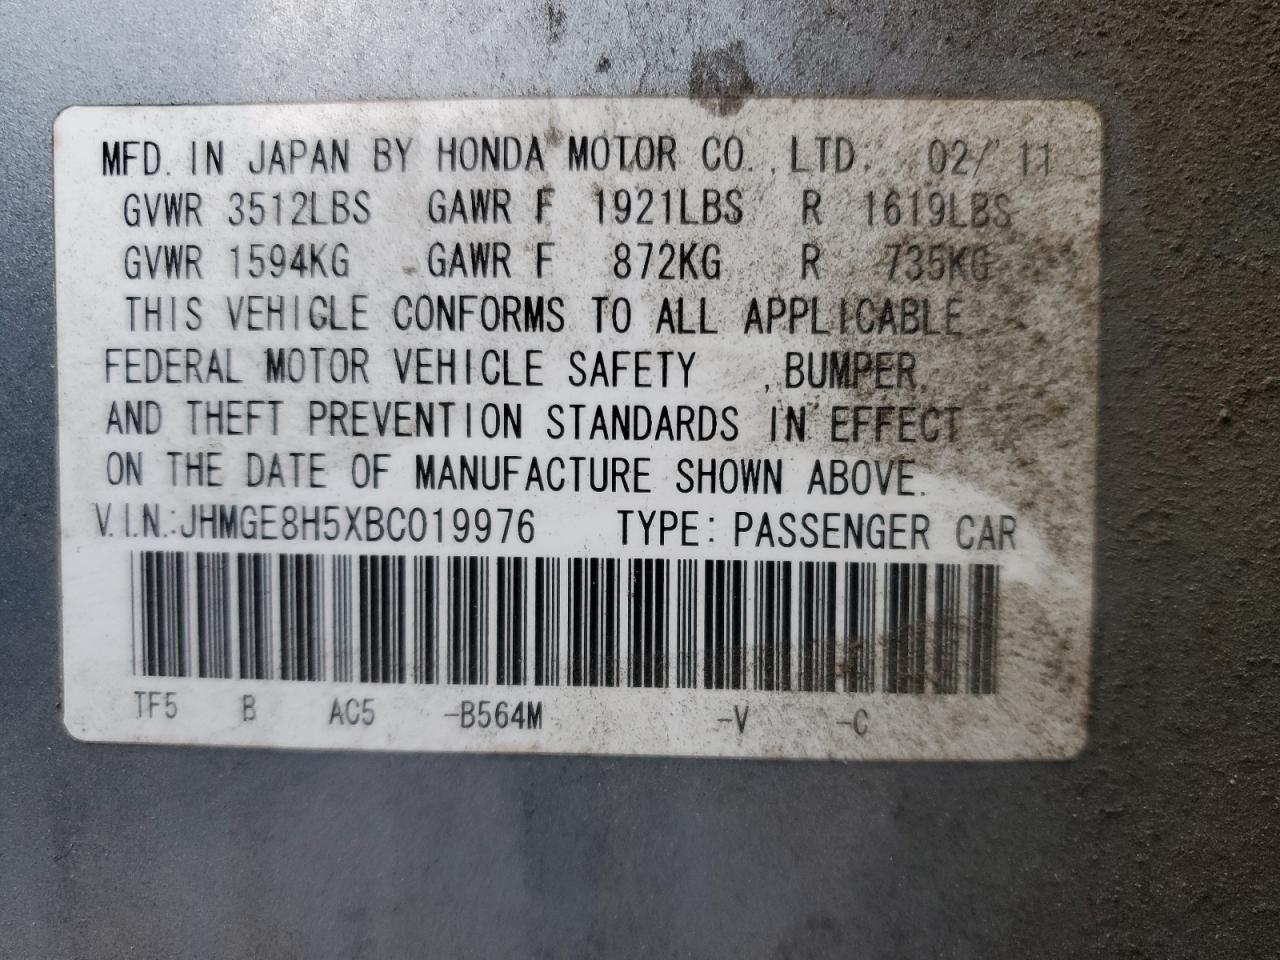 MFD. IN JAPAN BY HONDA MOTOR CO.,LTD. 02/ 11
GVWR 3512LBS GAWR F 1921LBS R 1619LBS
GVWR 1594KG GAWR F 872KG R 735KG
THIS VEHICLE CONFORMS TO ALL APPLICABLE
FEDERAL MOTOR VEHICLE SAFETY ,BUMPER,
AND THEFT PREVENTION STANDARDS IN EFFECT
ON THE DATE OF MANUFACTURE SHOWN ABOVE.
V.I.N.:JHMGE8H5XBC019976 TYPE: PASSENGER CAR
TF5 B AC5 -B564M -V -C